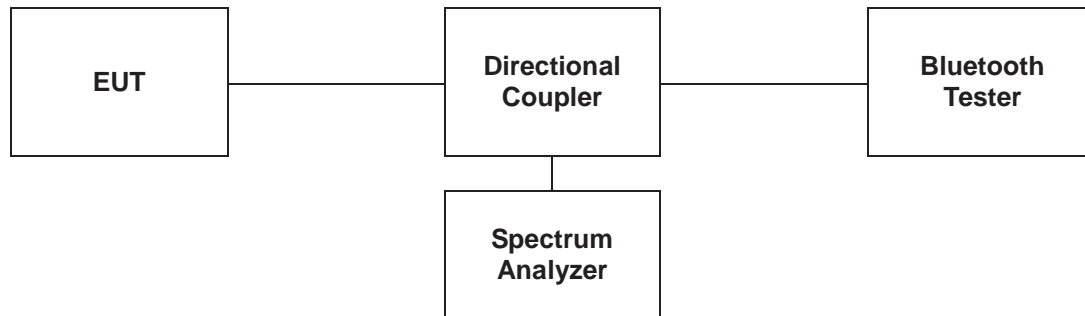 EUT
Directional
Coupler
Bluetooth
Tester
Spectrum
Analyzer